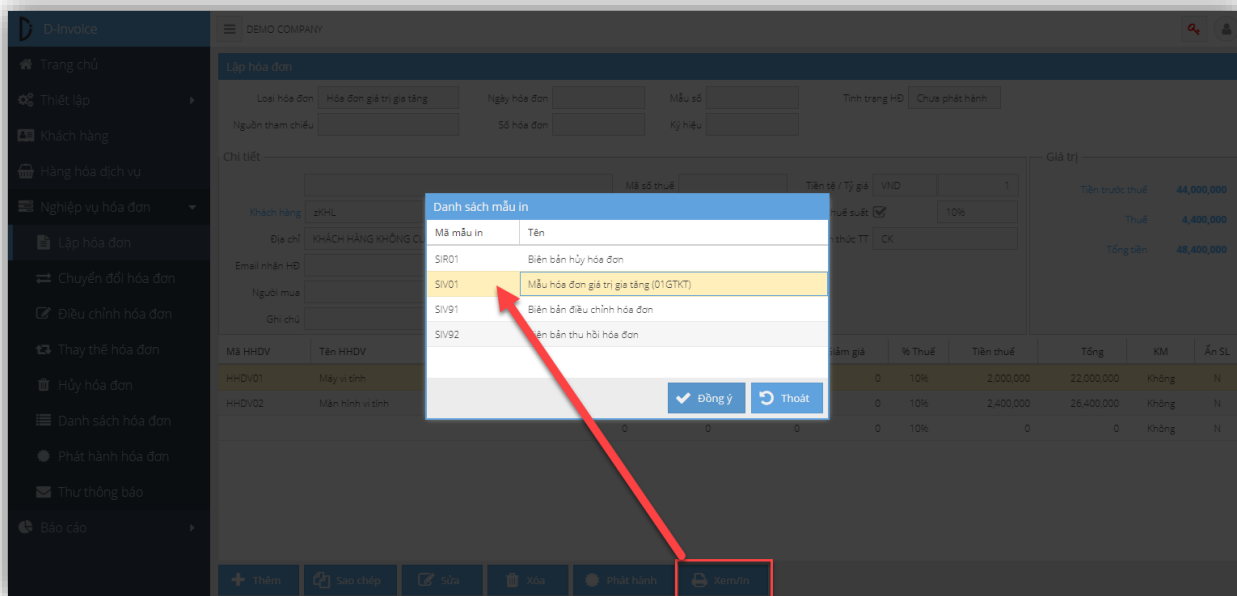 D-Invoice
DEMO COMPANY
Trang chủ
Lập hóa đơn
Thiết lập
Loại hóa đơn Hóa đơn giá trị gia tăng Ngày hóa đơn Mẫu số Tình trạng HĐ Chưa phát hành
Nguồn tham chiếu Số hóa đơn Ký hiệu
Khách hàng
Hàng hóa dịch vụ
Nghiệp vụ hóa đơn
Lập hóa đơn
Chuyển đổi hóa đơn
Điều chỉnh hóa đơn
Thay thế hóa đơn
Hủy hóa đơn
Danh sách hóa đơn
Phát hành hóa đơn
Thư thông báo
Báo cáo
Chi tiết Giá trị
Mã số thuế Tiền tệ / Tỷ giá VND 1 Tiền trước thuế 44,000,000
Khách hàng zKHL thuế suất 10% Thuế 4,400,000
Địa chỉ KHÁCH HÀNG KHÔNG thức TT CK Tổng tiền 48,400,000
Email nhận HĐ
Người mua
Ghi chú
Danh sách mẫu in
Mã mẫu in Tên
SIR01 Biên bản hủy hóa đơn
SIV01 Mẫu hóa đơn giá trị gia tăng (01GTKT)
SIV91 Biên bản điều chỉnh hóa đơn
SIV92 Biên bản thu hồi hóa đơn
Đồng ý Thoát
Mã HHDV Tên HHDV giảm giá % Thuế Tiền thuế Tổng KM Ẩn SL
HHDV01 Máy vi tính 0 10% 2,000,000 22,000,000 Không N
HHDV02 Màn hình vi tính 0 10% 2,400,000 26,400,000 Không N
0 0 0 0 10% 0 0 Không N
Thêm Sao chép Sửa Xóa Phát hành Xem/In